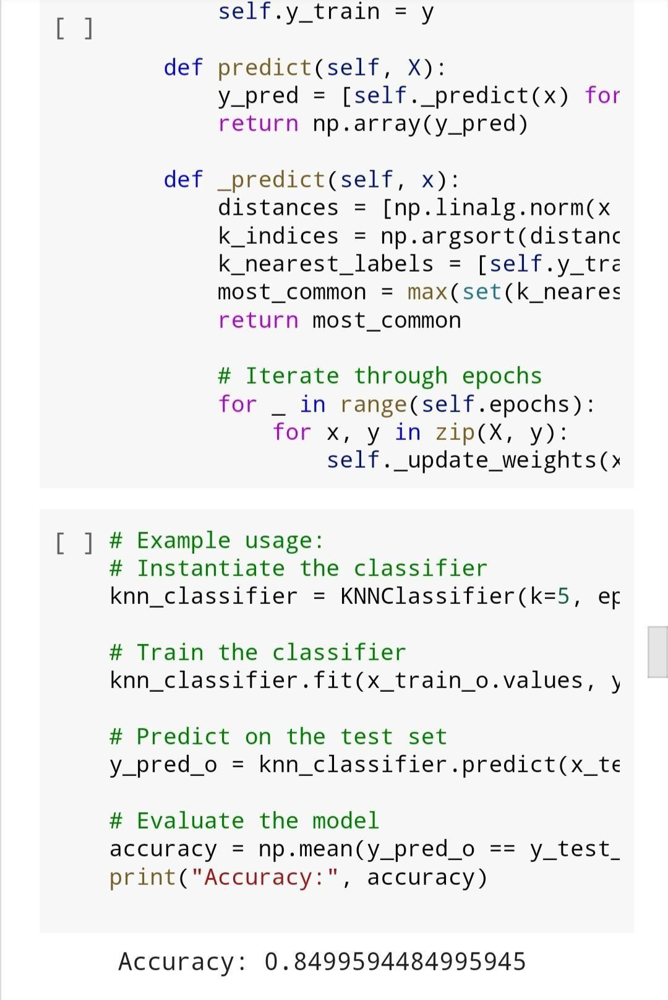 self.y_train = y
[ ]
def predict(self, X):
y_pred = [self._predict(x) for
return np.array(y_pred)
def _predict(self, x):
distances = [np.linalg.norm(x
k_indices = np.argsort(distanc
k_nearest_labels = [self.y_tra
most_common = max(set(k_neares
return most_common
# Iterate through epochs
for _ in range(self.epochs):
for x, y in zip(X, y):
self._update_weights(x
[ ] # Example usage:
# Instantiate the classifier
knn_classifier = KNNClassifier(k=5, ep
# Train the classifier
knn_classifier.fit(x_train_o.values, y
# Predict on the test set
y_pred_o = knn_classifier.predict(x_te
# Evaluate the model
accuracy = np.mean(y_pred_o == y_test_
print("Accuracy:", accuracy)
Accuracy: 0.8499594484995945